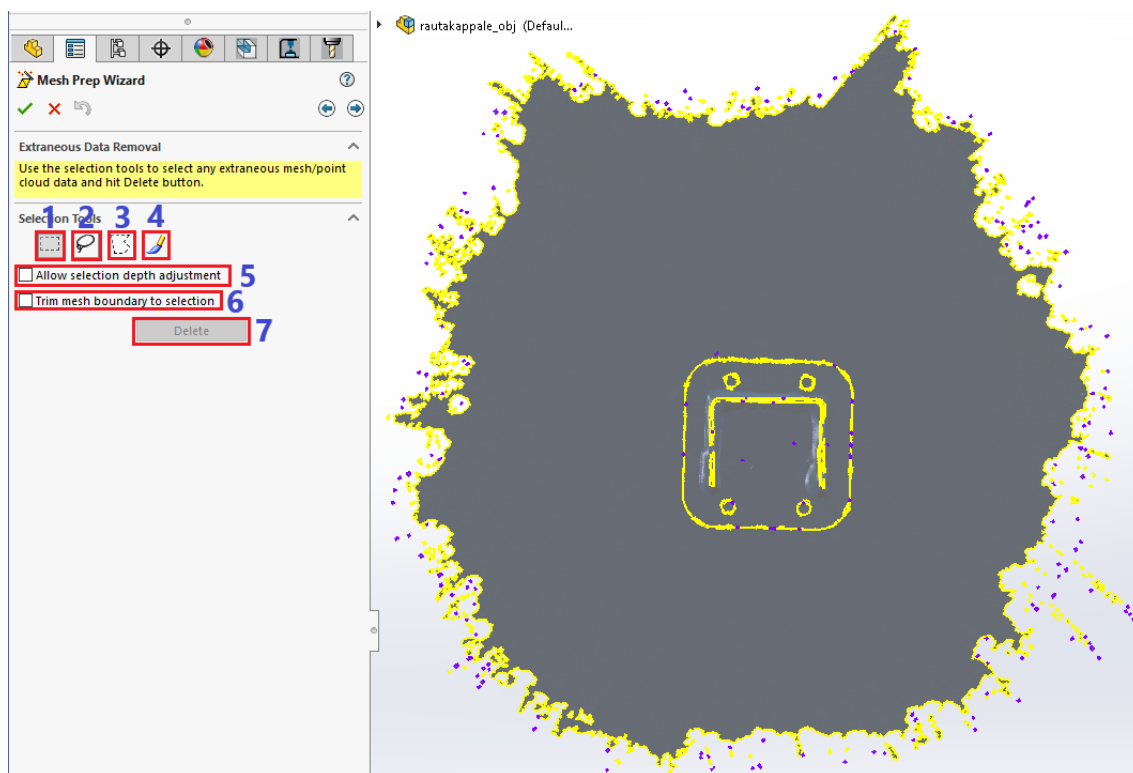 rautakappale_obj (Defaul...
Mesh Prep Wizard
Extraneous Data Removal
Use the selection tools to select any extraneous mesh/point
cloud data and hit Delete button.
Selection Tools
1 2 3 4
Allow selection depth adjustment 5
Trim mesh boundary to selection 6
Delete 7